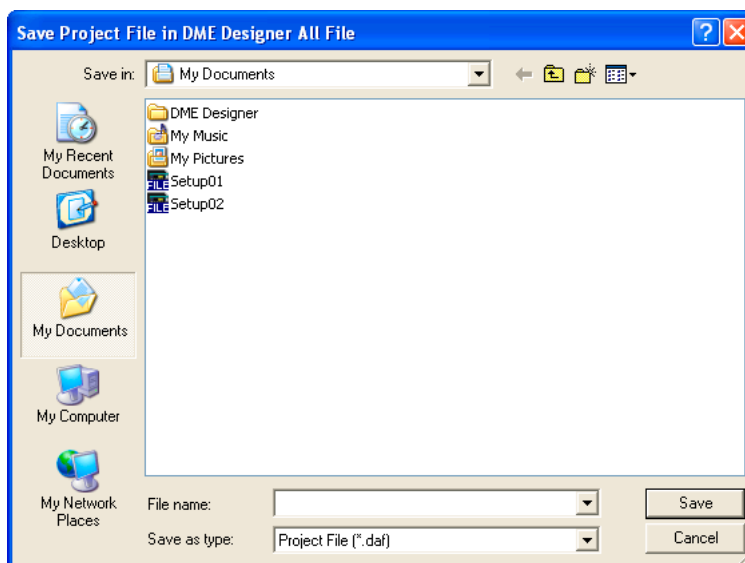 Save Project File in DME Designer All File
Save in: My Documents
DME Designer
My Music
My Pictures
FILE Setup01
FILE Setup02
My Recent
Documents
Desktop
My Documents
My Computer
My Network
Places
File name: Save
Save as type: Project File (*.daf) Cancel